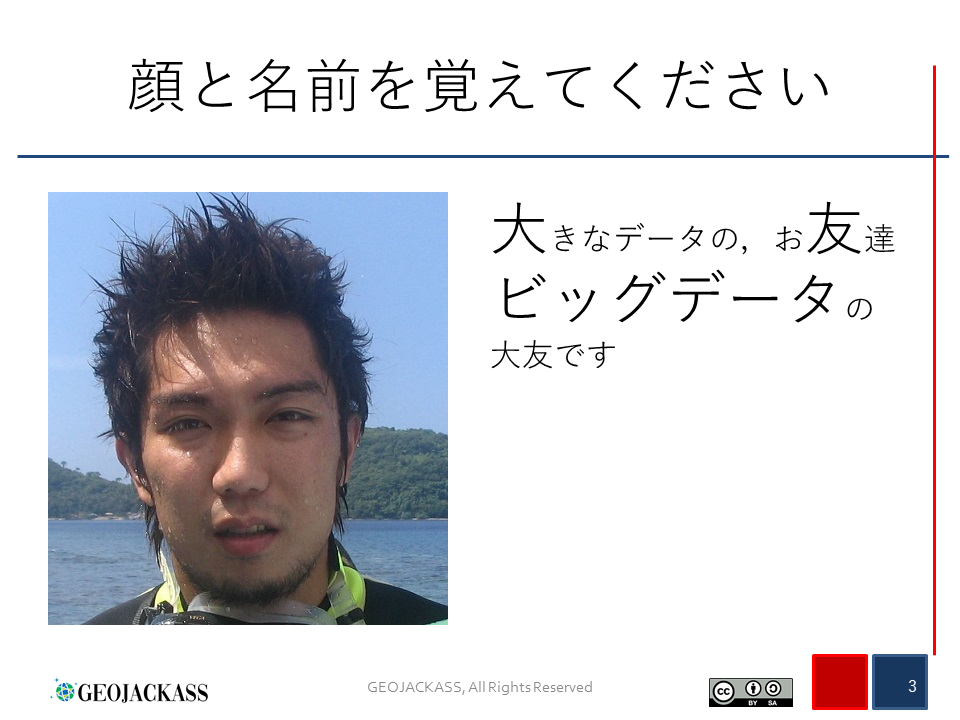 顔と名前を覚えてください
大きなデータの，お友達
ビッグデータの
大友です
VEGA
GEOJACKASS
GEOJACKASS, All Rights Reserved
cc
BY SA
3